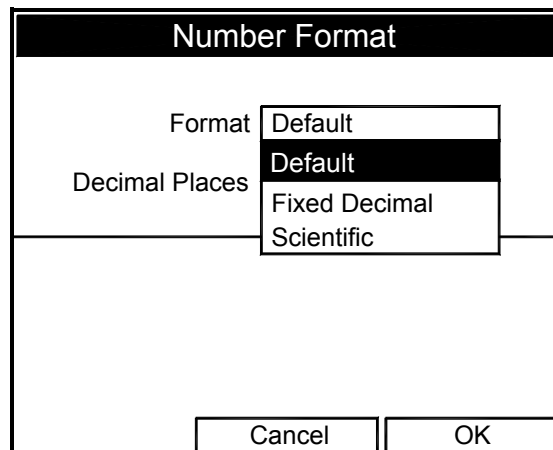 Number Format
Format Default
Default
Decimal Places
Fixed Decimal
Scientific
Cancel OK